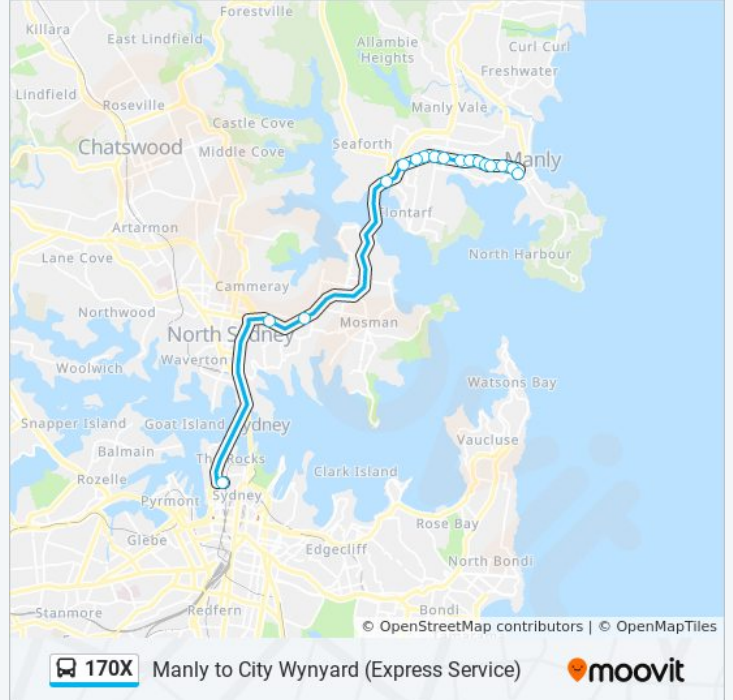 Forestville
Killara
East Lindfield
Allambie
Heights
Curl Curl
Freshwater
Lindfield
Roseville
Manly Vale
Castle Cove
Chatswood
Middle Cove
Seaforth
Manly
Clontarf
Artarmon
Lane Cove
North Harbour
Cammeray
Northwood
Mosman
North Sydney
Waverton
Woolwich
Watsons Bay
Snapper Island
Goat Island
Sydney
Vaucluse
Balmain
The Rocks
Clark Island
Rozelle
Pyrmont
Sydney
Rose Bay
Glebe
Edgecliff
North Bondi
Stanmore
Redfern
Bondi
© OpenStreetMap contributors | © OpenMapTiles
170X Manly to City Wynyard (Express Service) moovit